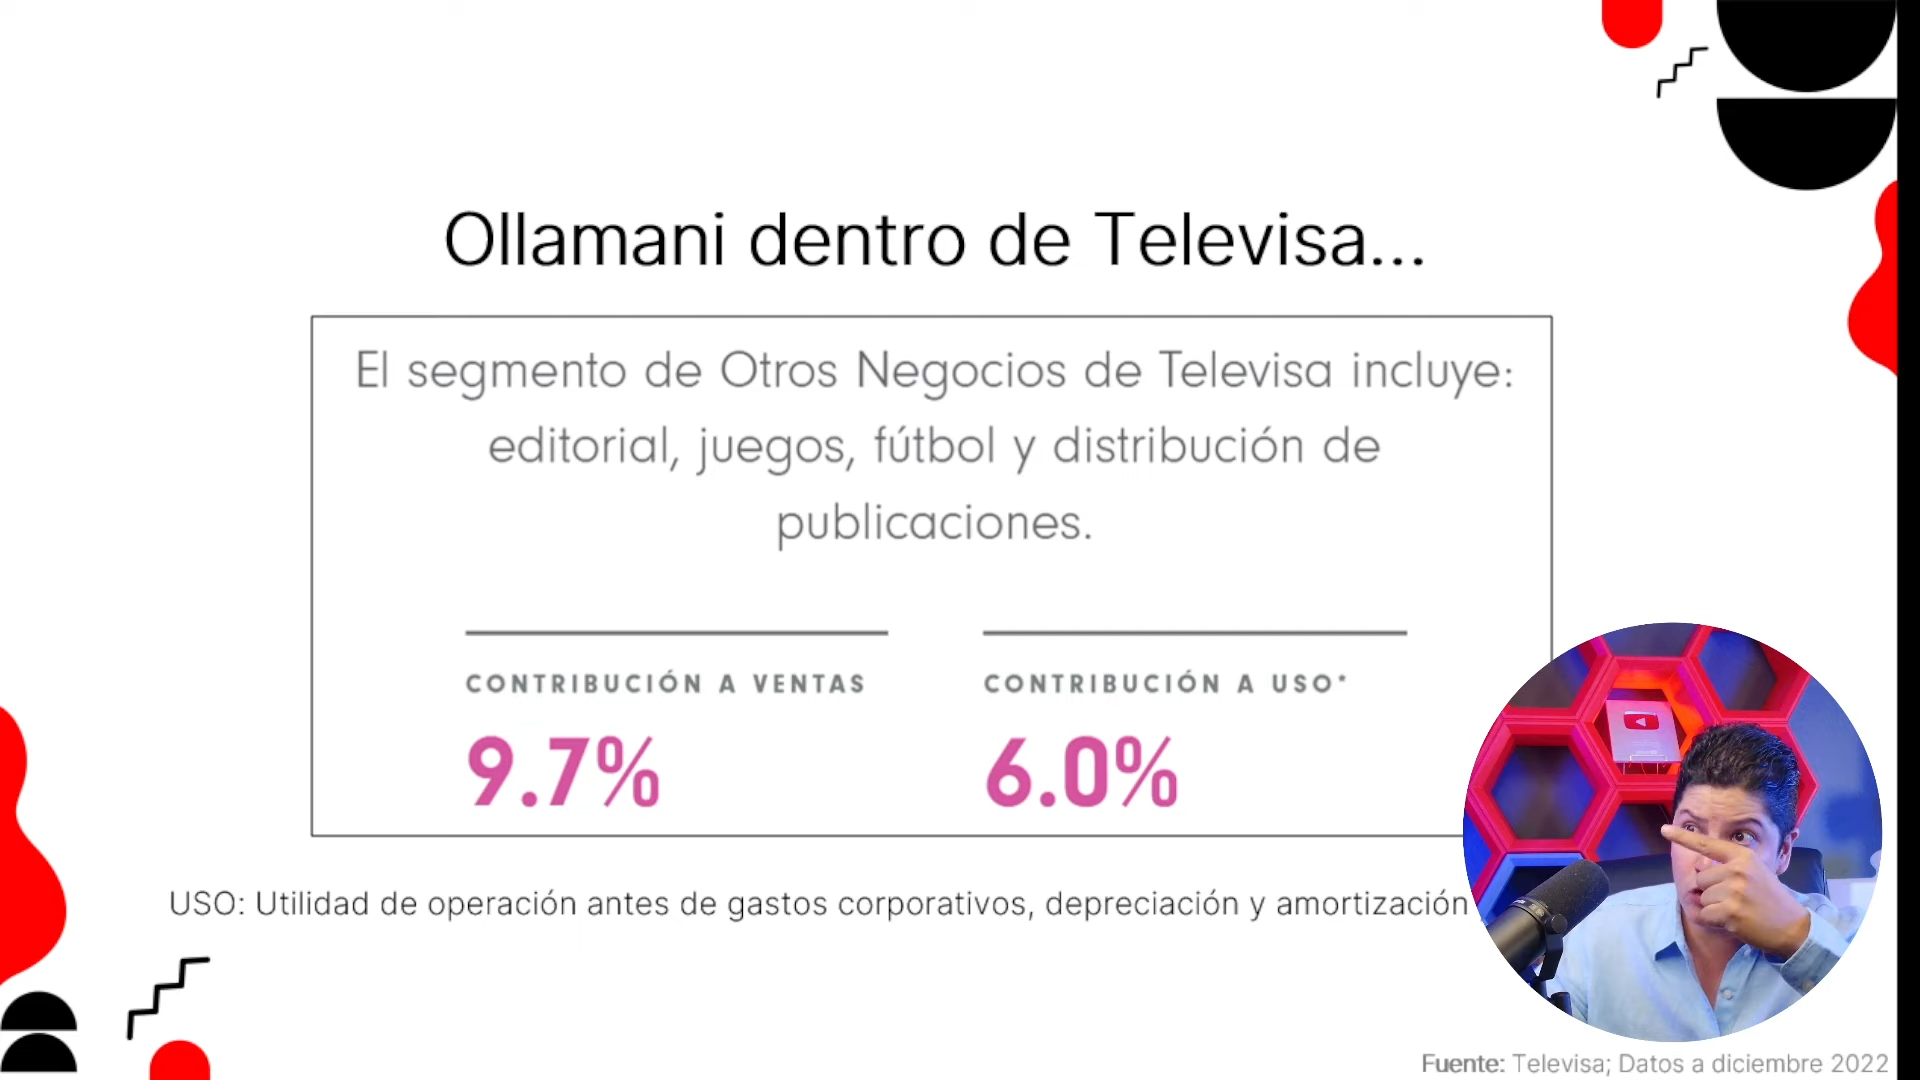 Ollamani dentro de Televisa...
El segmento de Otros Negocios de Televisa incluye:
editorial, juegos, fútbol y distribución de
publicaciones.
CONTRIBUCIÓN A VENTAS
CONTRIBUCIÓN A USO*
9.7%
6.0%
USO: Utilidad de operación antes de gastos corporativos, depreciación y amortización
Fuente: Televisa; Datos a diciembre 2022